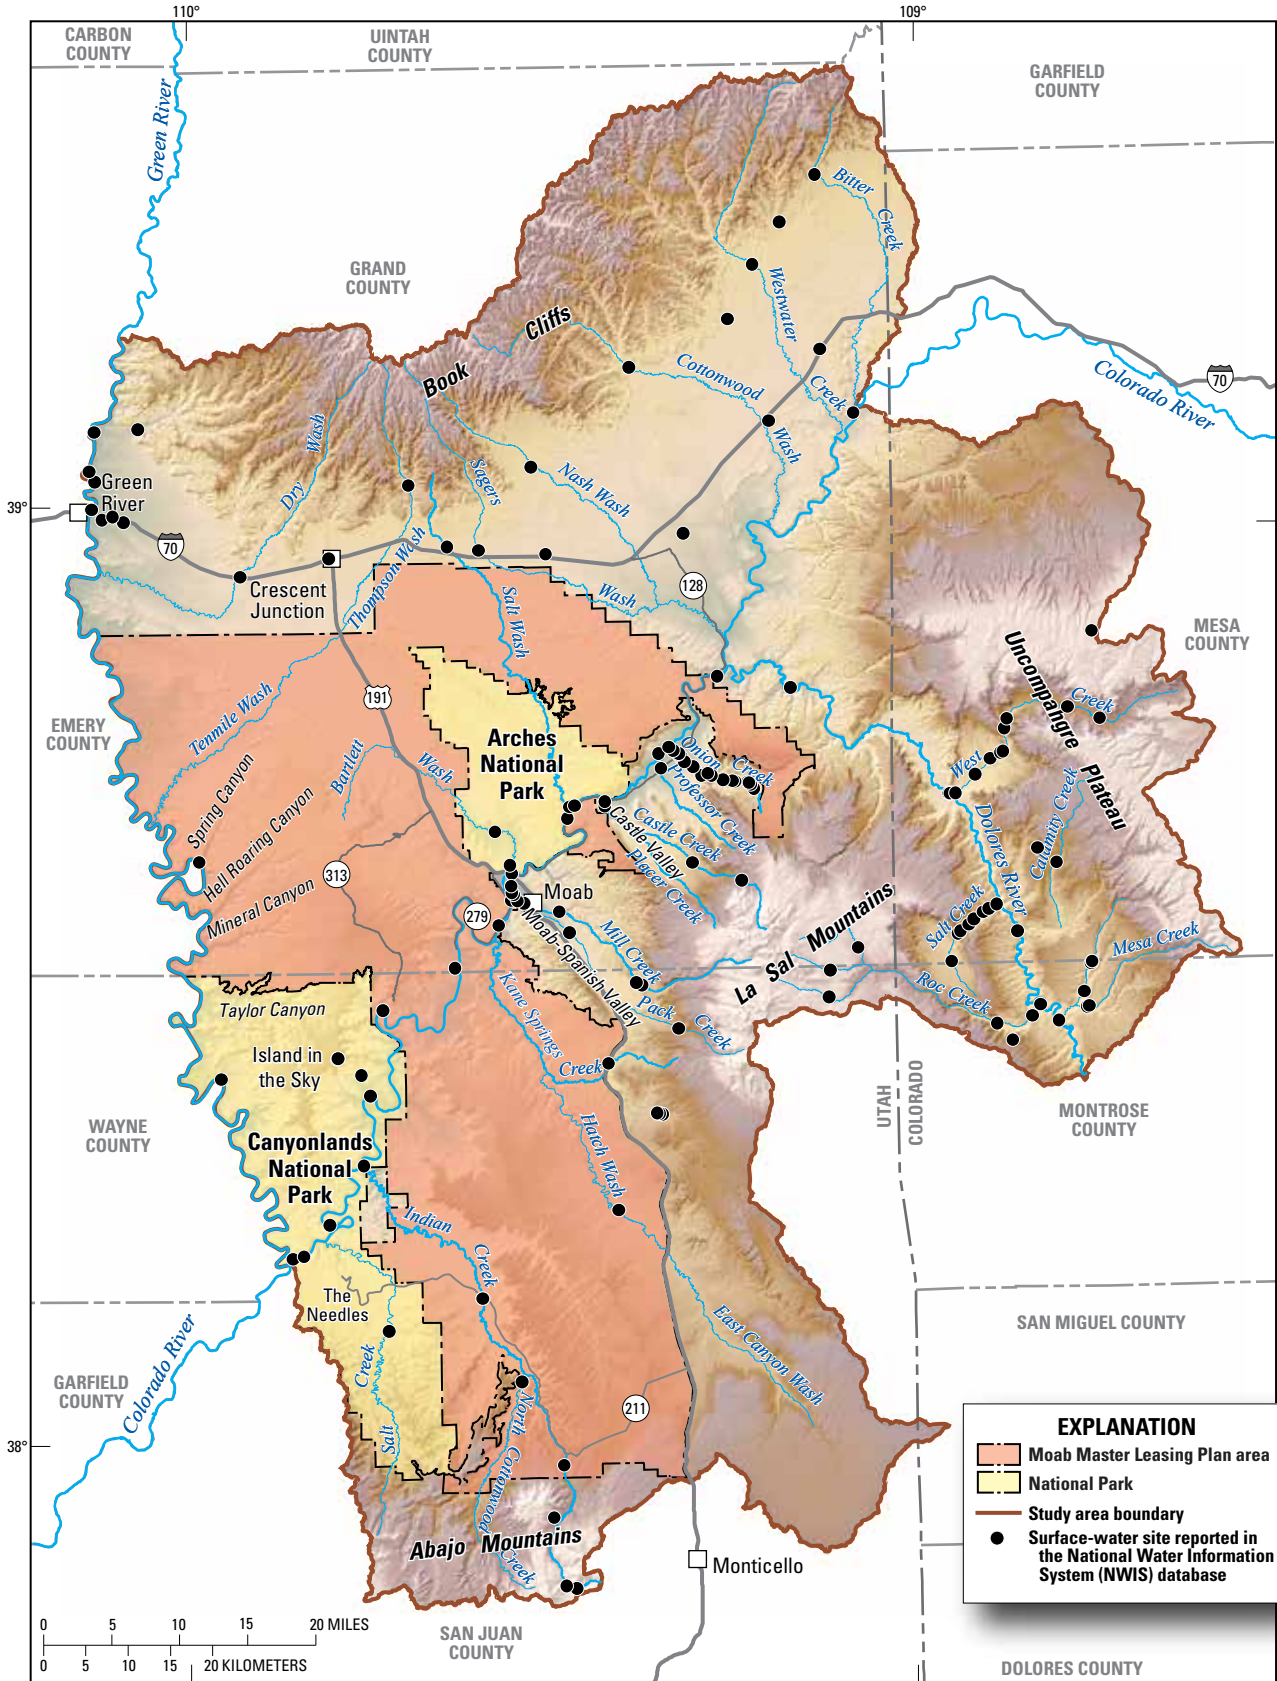 110°
109°
CARBON
COUNTY
UINTAH
COUNTY
GARFIELD
COUNTY
Green River
Bitter
Creek
GRAND
COUNTY
Westwater
Creek
Book
Cliffs
Cottonwood
Wash
Colorado River
70
Dry
Wash
Sagers
Wash
Nash Wash
Green
River
39°
70
Crescent
Junction
Thompson Wash
128
Salt Wash
MESA
COUNTY
Uncompahgre
Plateau
191
EMERY
COUNTY
Tenmile Wash
Arches
National
Park
Bartlett
Wash
Onion
Creek
Professor Creek
West
Creek
Spring Canyon
Hell Roaring Canyon
Castle Valley
Castle Creek
Placer Creek
Dolores River
Calamity Creek
313
Mineral Canyon
Moab
279
Moab-Spanish Valley
Mill Creek
La Sal Mountains
Salt Creek
Mesa Creek
Kane Springs
Creek
Pack
Creek
Roc Creek
Taylor Canyon
Island in
the Sky
WAYNE
COUNTY
Canyonlands
National
Park
Hatch Wash
UTAH
COLORADO
MONTROSE
COUNTY
Indian
Creek
The
Needles
East Canyon Wash
SAN MIGUEL COUNTY
GARFIELD
COUNTY
Colorado River
Creek
Salt
North
Cottonwood
Creek
211
38°
Abajo Mountains
Monticello
EXPLANATION
Moab Master Leasing Plan area
National Park
Study area boundary
Surface-water site reported in
the National Water Information
System (NWIS) database
0 5 10 15 20 MILES
0 5 10 15 20 KILOMETERS
SAN JUAN
COUNTY
DOLORES COUNTY